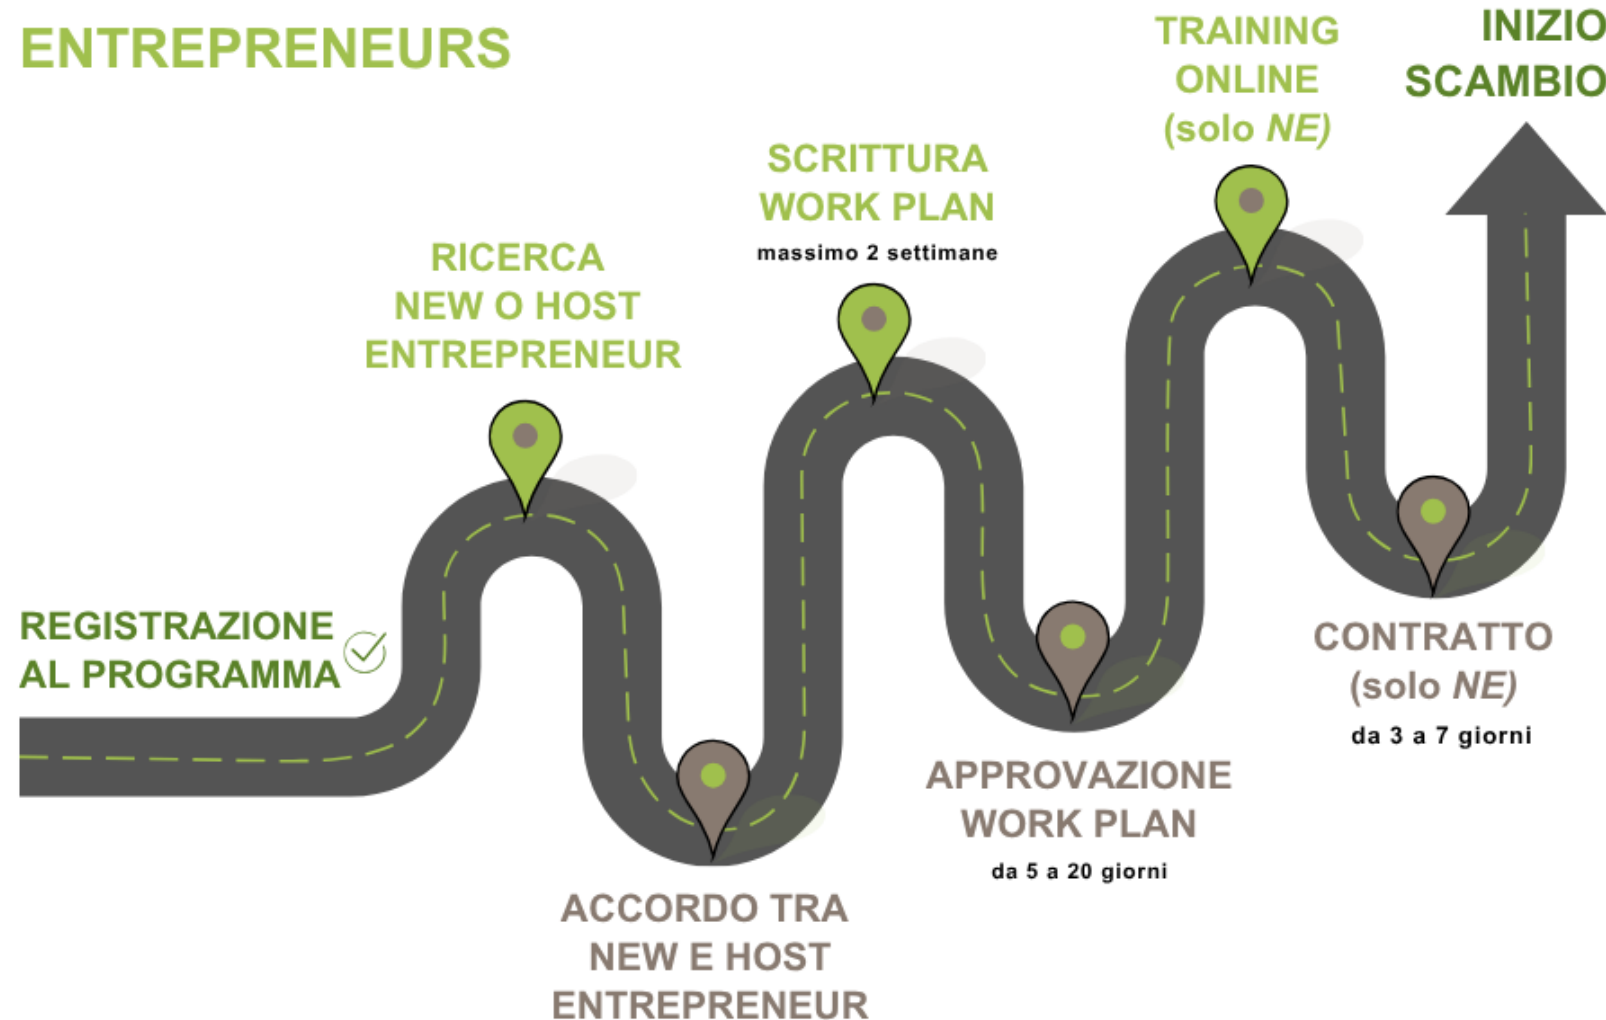 ENTREPRENEURS
REGISTRAZIONE
AL PROGRAMMA
RICERCA
NEW O HOST
ENTREPRENEUR
ACCORDO TRA
NEW E HOST
ENTREPRENEUR
SCRITTURA
WORK PLAN
massimo 2 settimane
APPROVAZIONE
WORK PLAN
da 5 a 20 giorni
TRAINING
ONLINE
(solo NE)
CONTRATTO
(solo NE)
da 3 a 7 giorni
INIZIO
SCAMBIO